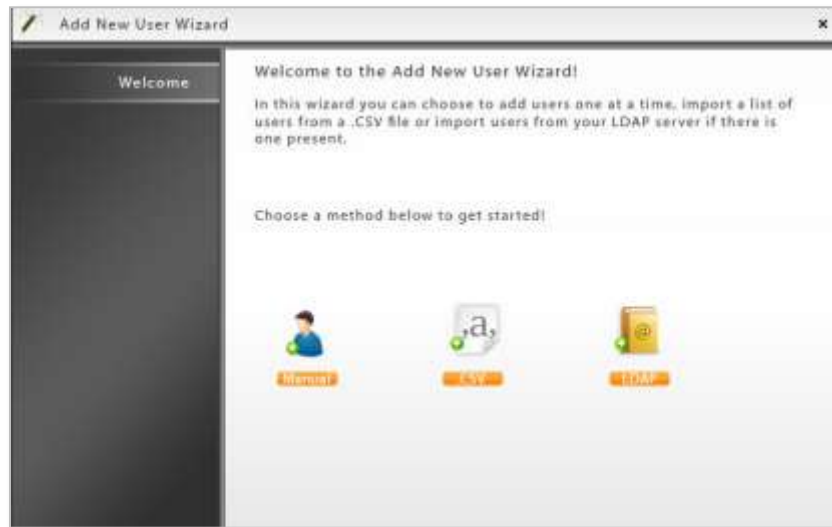 Add New User Wizard
Welcome
Welcome to the Add New User Wizard!
In this wizard you can choose to add users one at a time, import a list of
users from a .CSV file or import users from your LDAP server if there is
one present.
Choose a method below to get started!
,a,
@
Manual
CSV
LDAP